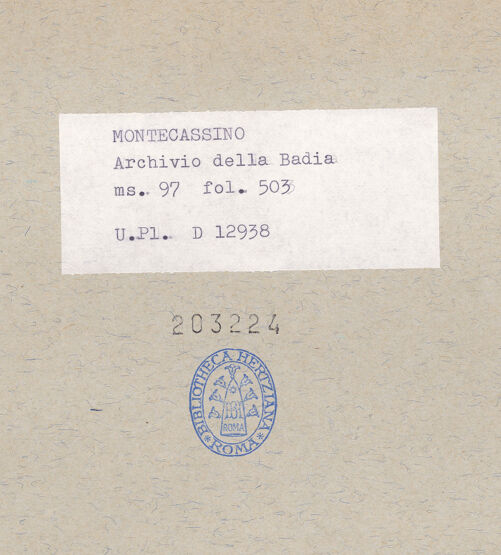 MONTECASSINO
Archivio della Badia
ms. 97 fol. 503
U.Pl. D 12938
203224
BIBLIOTHECA HERTZIANA
ROMA
ROMA